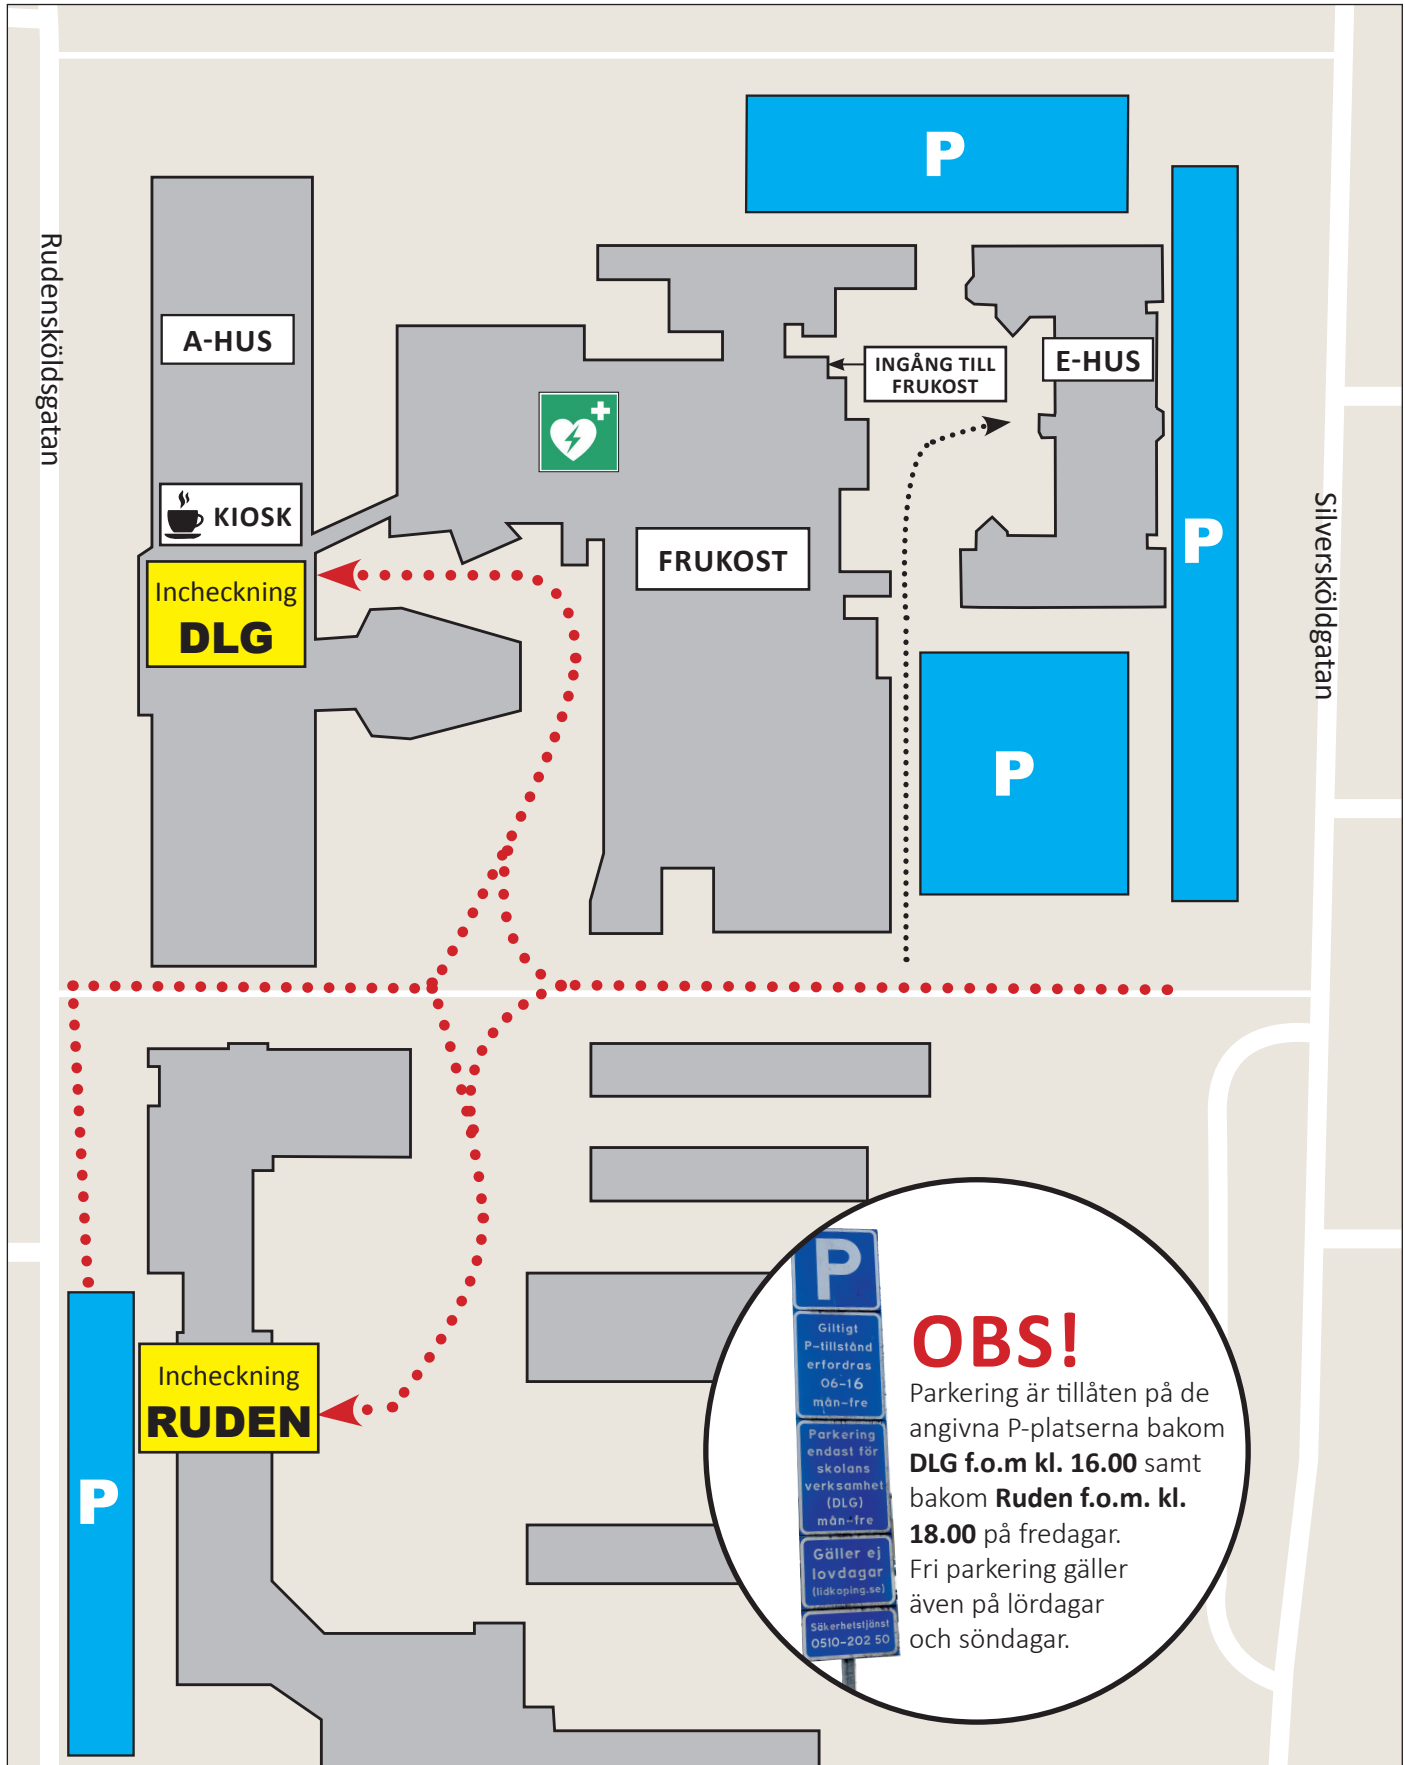 P
P
Rudensköldsgatan
A-HUS
INGÅNG TILL
FRUKOST
E-HUS
KIOSK
FRUKOST
Silversköldgatan
Incheckning
DLG
P
Incheckning
RUDEN
P
P
Giltigt
P-tillstånd
erfordras
06-16
mån-fre
Parkering
endast för
skolans
verksamhet
(DLG)
mån-fre
Gäller ej
lovdagar
(lidkoping.se)
Säkerhetstjänst
0510-202 50
OBS!
Parkering är tillåten på de
angivna P-platserna bakom
DLG f.o.m kl. 16.00 samt
bakom Ruden f.o.m. kl.
18.00 på fredagar.
Fri parkering gäller
även på lördagar
och söndagar.